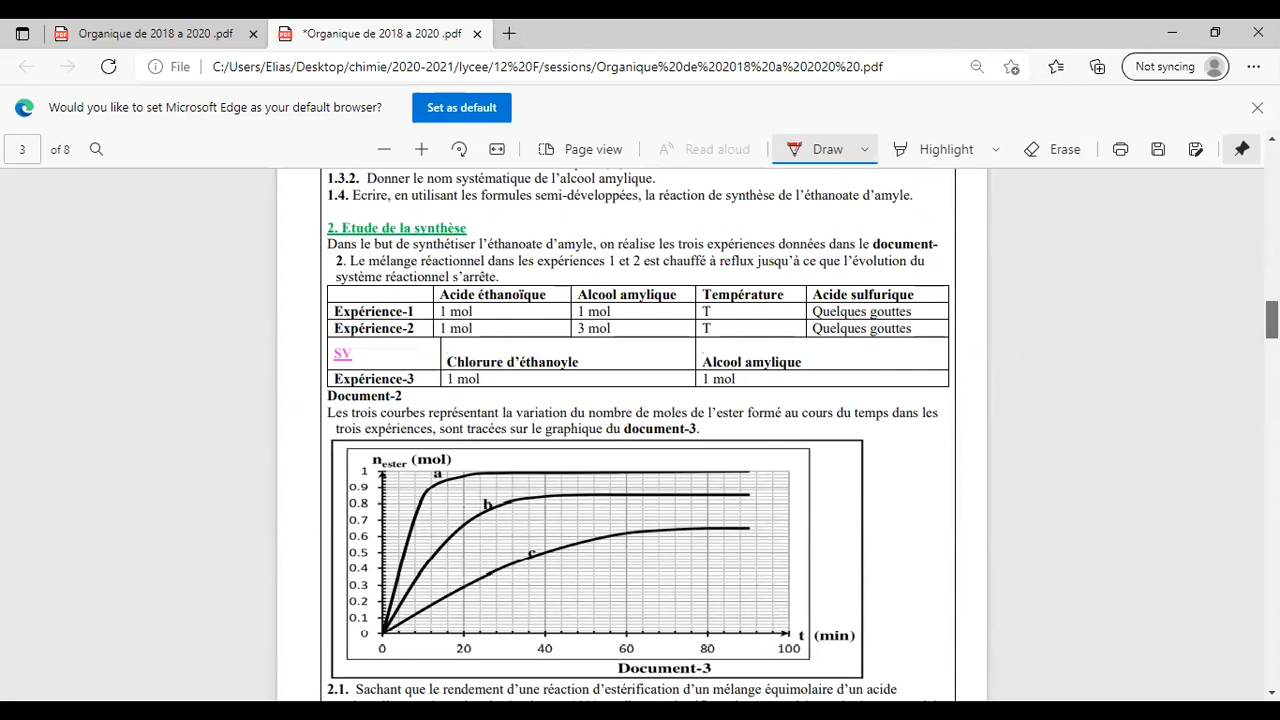 Organique de 2018 a 2020 .pdf
*Organique de 2018 a 2020 .pdf
File C:/Users/Elias/Desktop/chimie/2020-2021/lycee/12%20F/sessions/Organique%20de%202018%20a%202020%20.pdf
Not syncing
Would you like to set Microsoft Edge as your default browser? Set as default
3 of 8 Page view Read aloud Draw Highlight Erase
1.3.2. Donner le nom systématique de l'alcool amylique.
1.4. Ecrire, en utilisant les formules semi-développées, la réaction de synthèse de l'éthanoate d'amyle.
2. Etude de la synthèse
Dans le but de synthétiser l'éthanoate d'amyle, on réalise les trois expériences données dans le document-
2. Le mélange réactionnel dans les expériences 1 et 2 est chauffé à reflux jusqu'à ce que l'évolution du
système réactionnel s'arrête.
Acide éthanoïque Alcool amylique Température Acide sulfurique
Expérience-1 1 mol 1 mol T Quelques gouttes
Expérience-2 1 mol 3 mol T Quelques gouttes
SV Chlorure d'éthanoyle Alcool amylique
Expérience-3 1 mol 1 mol
Document-2
Les trois courbes représentant la variation du nombre de moles de l'ester formé au cours du temps dans les
trois expériences, sont tracées sur le graphique du document-3.
n ester (mol)
1
a
0.9
0.8
b
0.7
0.6
0.5
c
0.4
0.3
0.2
0.1
0
t (min)
0 20 40 60 80 100
Document-3
2.1. Sachant que le rendement d'une réaction d'estérification d'un mélange équimolaire d'un acide